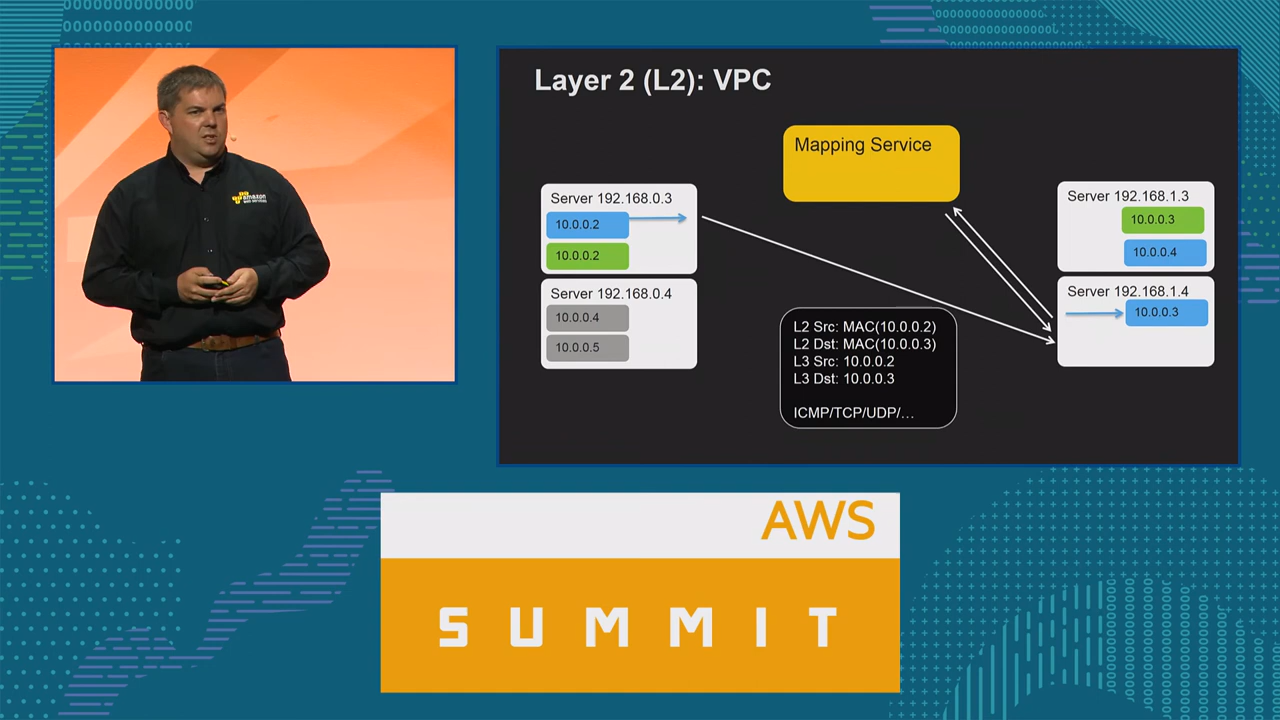 amazon
web services
Layer 2 (L2): VPC
Mapping Service
Server 192.168.0.3
10.0.0.2
10.0.0.2
Server 192.168.0.4
10.0.0.4
10.0.0.5
L2 Src: MAC(10.0.0.2)
L2 Dst: MAC(10.0.0.3)
L3 Src: 10.0.0.2
L3 Dst: 10.0.0.3
ICMP/TCP/UDP/…
Server 192.168.1.3
10.0.0.3
10.0.0.4
Server 192.168.1.4
10.0.0.3
AWS
SUMMIT